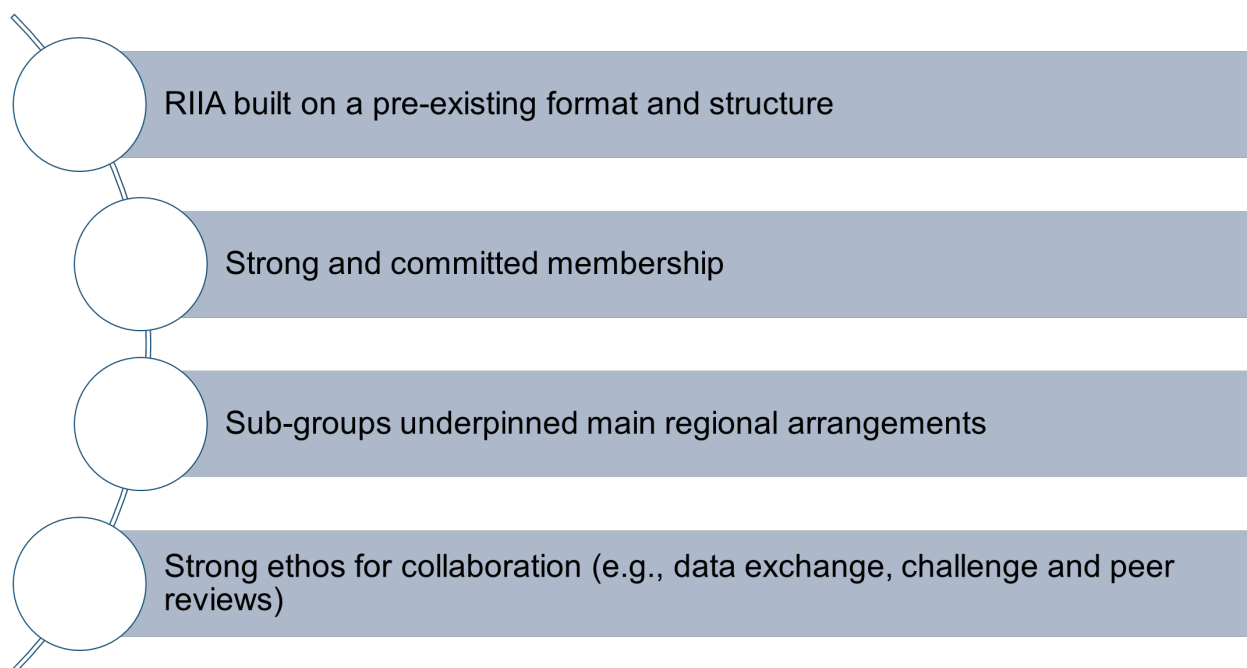 RIIA built on a pre-existing format and structure
Strong and committed membership
Sub-groups underpinned main regional arrangements
Strong ethos for collaboration (e.g., data exchange, challenge and peer
reviews)